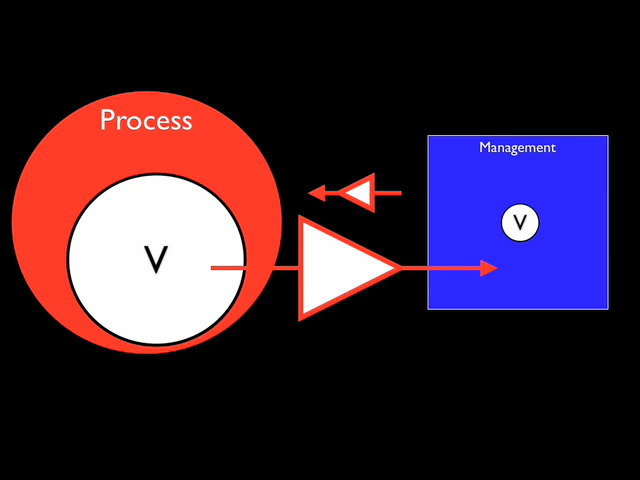 Process
Management
V
V